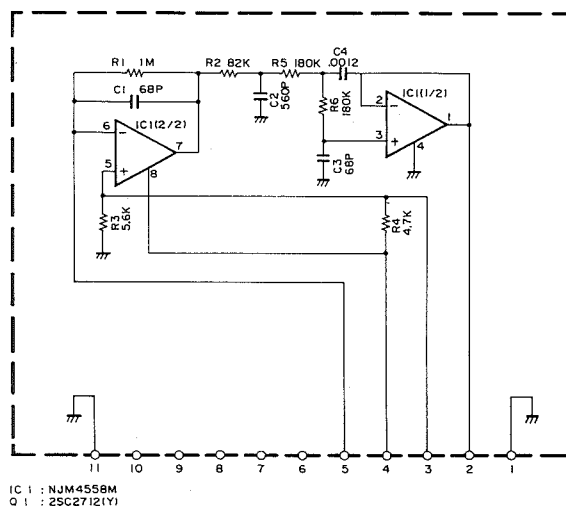 R1 1M
C1 68P
R2 82K
R5 180K
C4
.0012
C2
560P
R6
180K
IC1(1/2)
2
-
1
3
+
4
C3
68P
IC1(2/2)
6
-
7
5
+
8
R3
5.6K
R4
4.7K
11 10 9 8 7 6 5 4 3 2 1
IC 1 : NJM4558M
Q 1 : 2SC2712(Y)